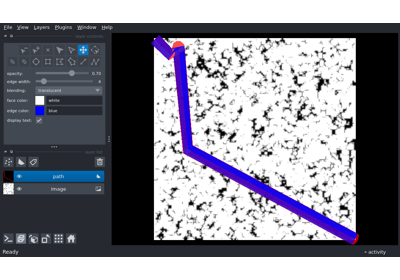 File View Layers Plugins Window Help
opacity: 0.70
edge width: 4
blending: translucent
face color: white
edge color: blue
display text:
path
Image
Ready activity